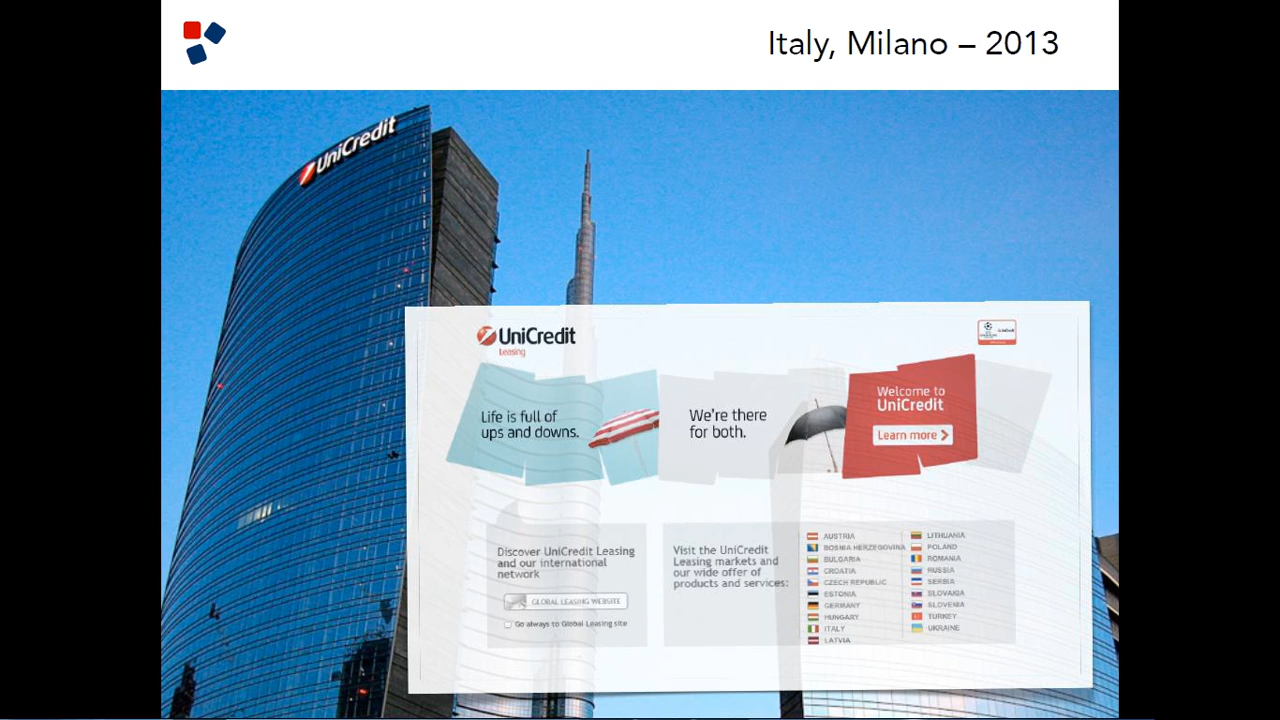 Italy, Milano – 2013
UniCredit
UniCredit
Leasing
Life is full of
ups and downs.
We're there
for both.
Welcome to
UniCredit
Learn more
Discover UniCredit Leasing
and our international
network
GLOBAL LEASING WEBSITE
Go always to Global Leasing site
Visit the UniCredit
Leasing markets and
our wide offer of
products and services:
AUSTRIA
BOSNIA HERZEGOVINA
BULGARIA
CROATIA
CZECH REPUBLIC
ESTONIA
GERMANY
HUNGARY
ITALY
LATVIA
LITHUANIA
POLAND
ROMANIA
RUSSIA
SERBIA
SLOVAKIA
SLOVENIA
TURKEY
UKRAINE